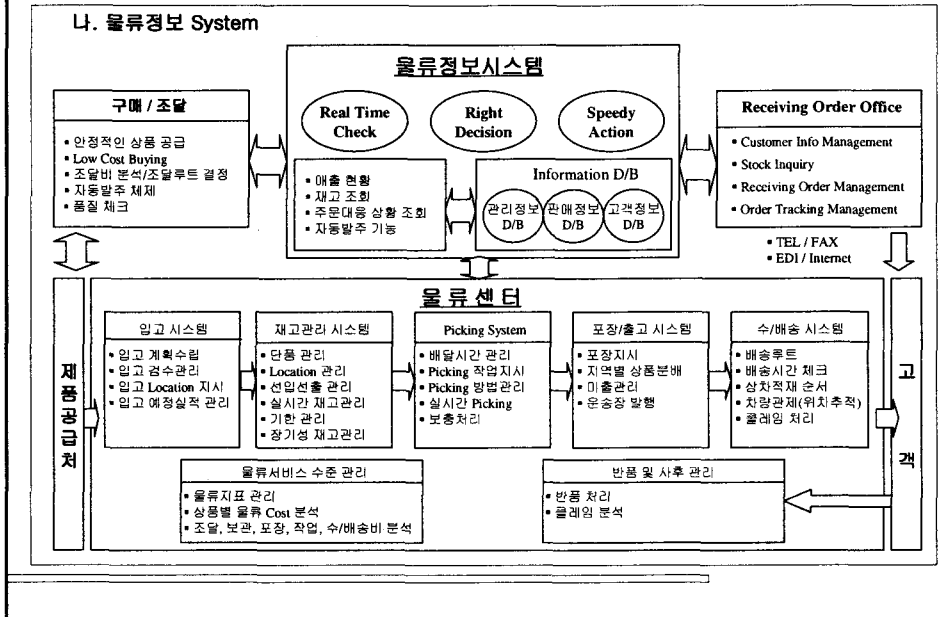 나. 물류정보 System
물류정보시스템
Real Time
Check
Right
Decision
Speedy
Action
구매 / 조달
▪ 안정적인 상품 공급
▪ Low Cost Buying
▪ 조달비 분석/조달루트 결정
▪ 자동발주 체제
▪ 품질 체크
▪ 매출 현황
▪ 재고 조회
▪ 주문대응 상황 조회
▪ 자동발주 기능
Information D/B
관리정보
D/B
판매정보
D/B
고객정보
D/B
Receiving Order Office
▪ Customer Info Management
▪ Stock Inquiry
▪ Receiving Order Management
▪ Order Tracking Management
▪ TEL / FAX
▪ EDI / Internet
제품공급처
물류센터
입고 시스템
▪ 입고 계획수립
▪ 입고 검수관리
▪ 입고 Location 지시
▪ 입고 예정실적 관리
재고관라 시스템
▪ 단품 관리
▪ Location 관리
▪ 선입선출 관리
▪ 실시간 재고관리
▪ 기한 관리
▪ 장기성 재고관리
Picking System
▪ 배달시간 관리
▪ Picking 작업지시
▪ Picking 방법관리
▪ 실시간 Picking
▪ 보충처리
포장/출고 시스템
▪ 포장지시
▪ 지역별 상품분배
▪ 미출관리
▪ 운송장 발행
수/배송 시스템
▪ 배송루트
▪ 배송시간 체크
▪ 상차적재 순서
▪ 차량관제(위치추적)
▪ 클레임 처리
고객
물류서비스 수준 관리
▪ 물류지표 관리
▪ 상품별 물류 Cost 분석
▪ 조달, 보관, 포장, 작업, 수/배송비 분석
반품 및 사후 관리
▪ 반품 처리
▪ 클레임 분석